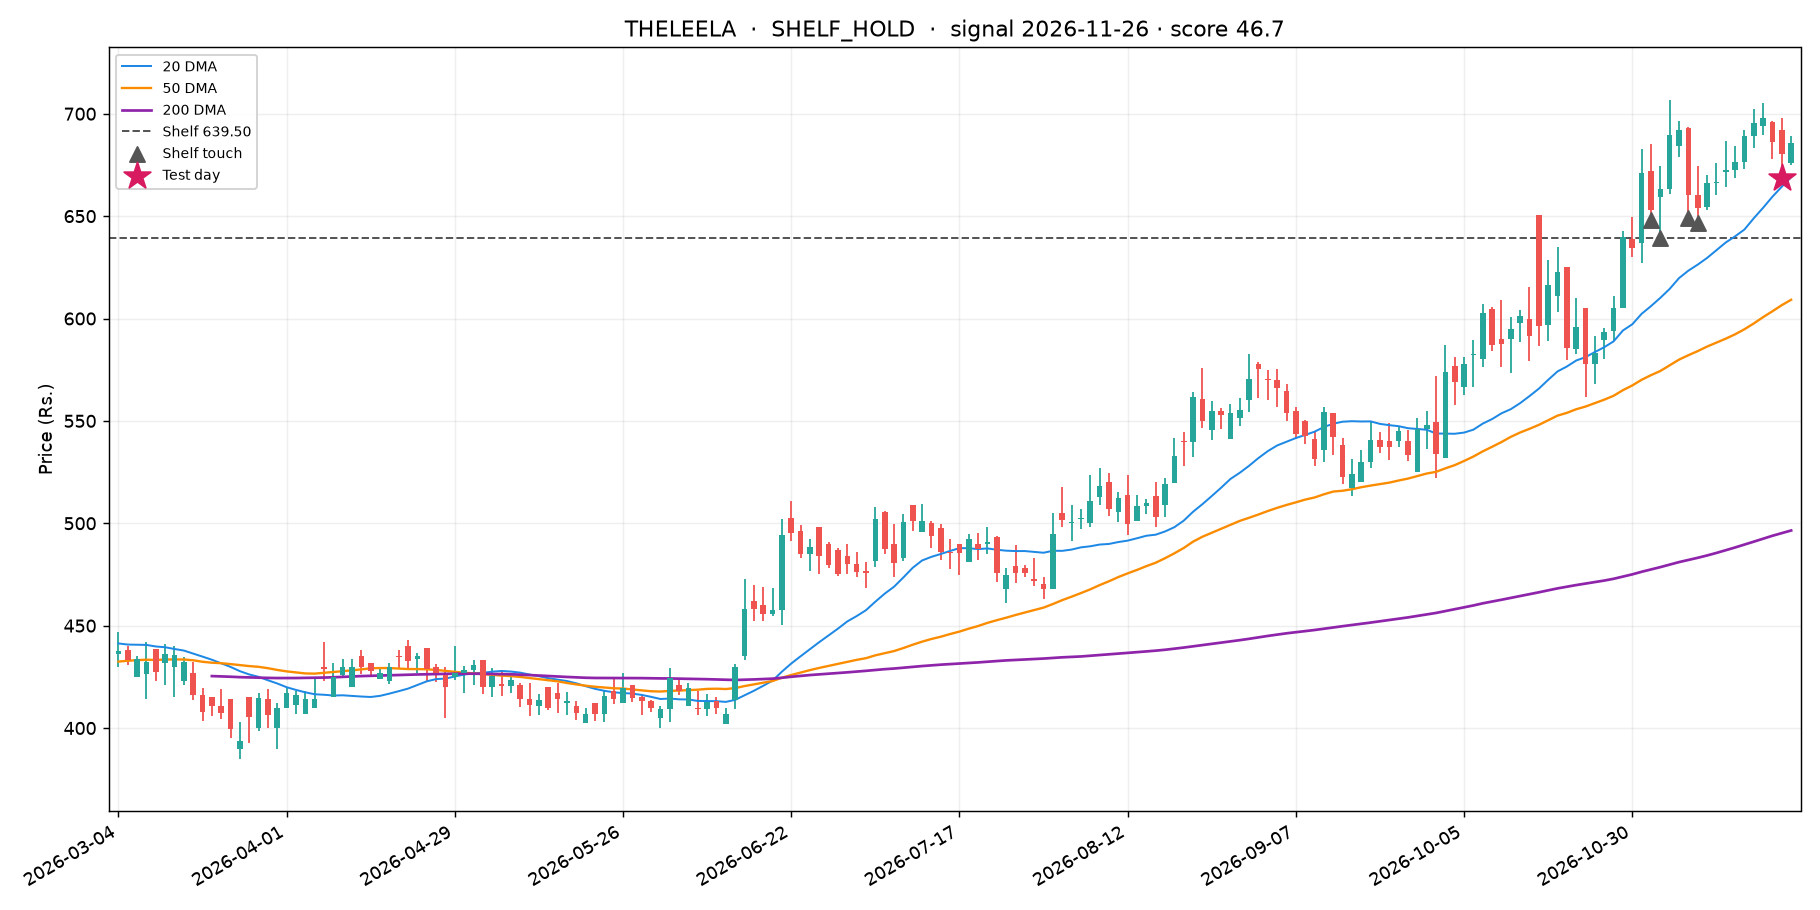 THELEELA · SHELF_HOLD · signal 2026-11-26 · score 46.7
20 DMA
50 DMA
200 DMA
Shelf 639.50
Shelf touch
Test day
Price (Rs.)
700
650
600
550
500
450
400
2026-03-04
2026-04-01
2026-04-29
2026-05-26
2026-06-22
2026-07-17
2026-08-12
2026-09-07
2026-10-05
2026-10-30